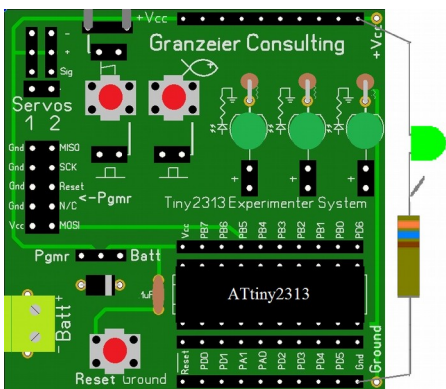 +Vcc
Granzeier Consulting
+Vcc
-
+
Sig
Servos
1 2
Gnd MISO
Gnd SCK
Gnd Reset
Gnd N/C
Vcc MOSI
<-Pgmr
+ + +
Tiny2313 Experimenter System
Pgmr Batt
Vcc PB7 PB6 PB5 PB4 PB3 PB2 PB1 PB0 PD6
ATtiny2313
1uF
+
Batt
-
Reset PD0 PD1 PA1 PA0 PD2 PD3 PD4 PD5 Gnd
Reset Ground
Ground